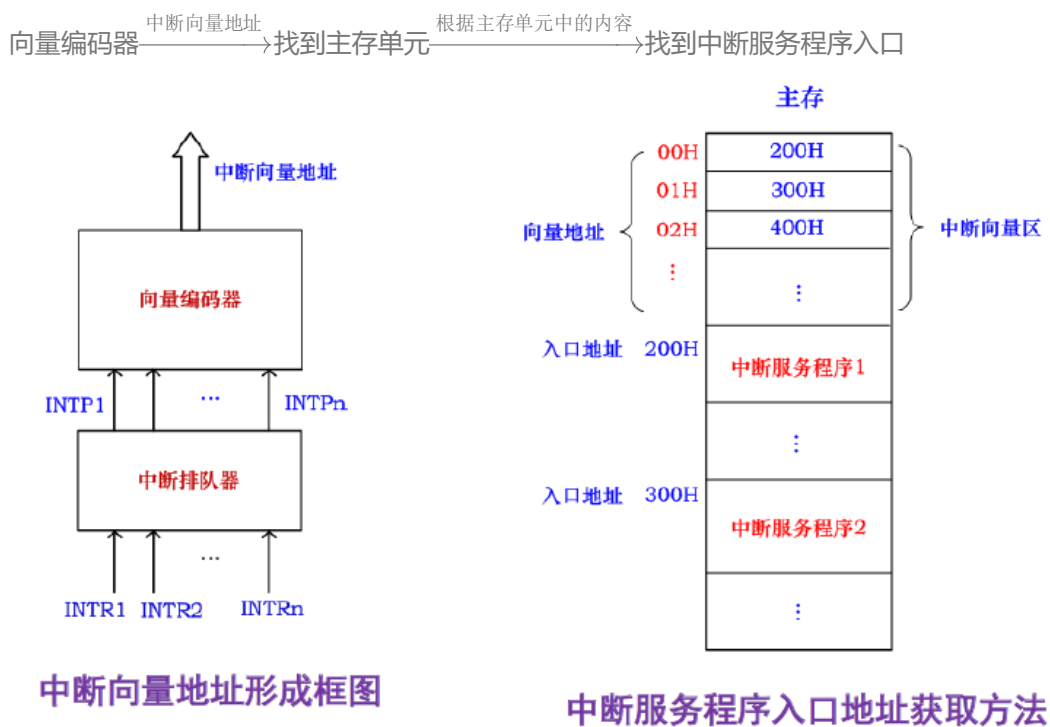 中断向量地址 根据主存单元中的内容
向量编码器 找到主存单元 找到中断服务程序入口
中断向量地址
向量编码器
INTP1 ... INTPn
中断排队器
...
INTR1 INTR2 INTRn
中断向量地址形成框图
主存
00H 200H
01H 300H
向量地址 02H 400H 中断向量区
⋮ ⋮
入口地址 200H
中断服务程序1
⋮
入口地址 300H
中断服务程序2
⋮
中断服务程序入口地址获取方法